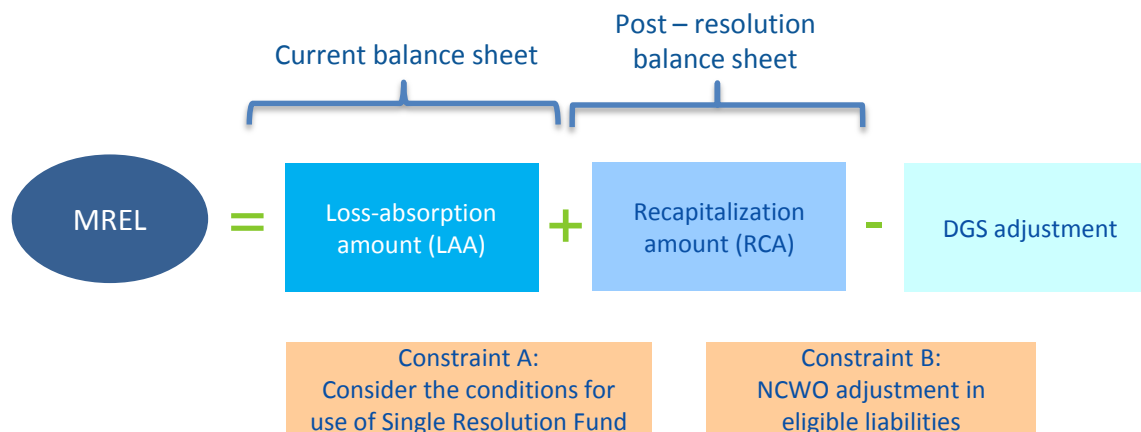 Current balance sheet
Post – resolution
balance sheet
MREL
=
Loss-absorption
amount (LAA)
+
Recapitalization
amount (RCA)
-
DGS adjustment
Constraint A:
Consider the conditions for
use of Single Resolution Fund
Constraint B:
NCWO adjustment in
eligible liabilities